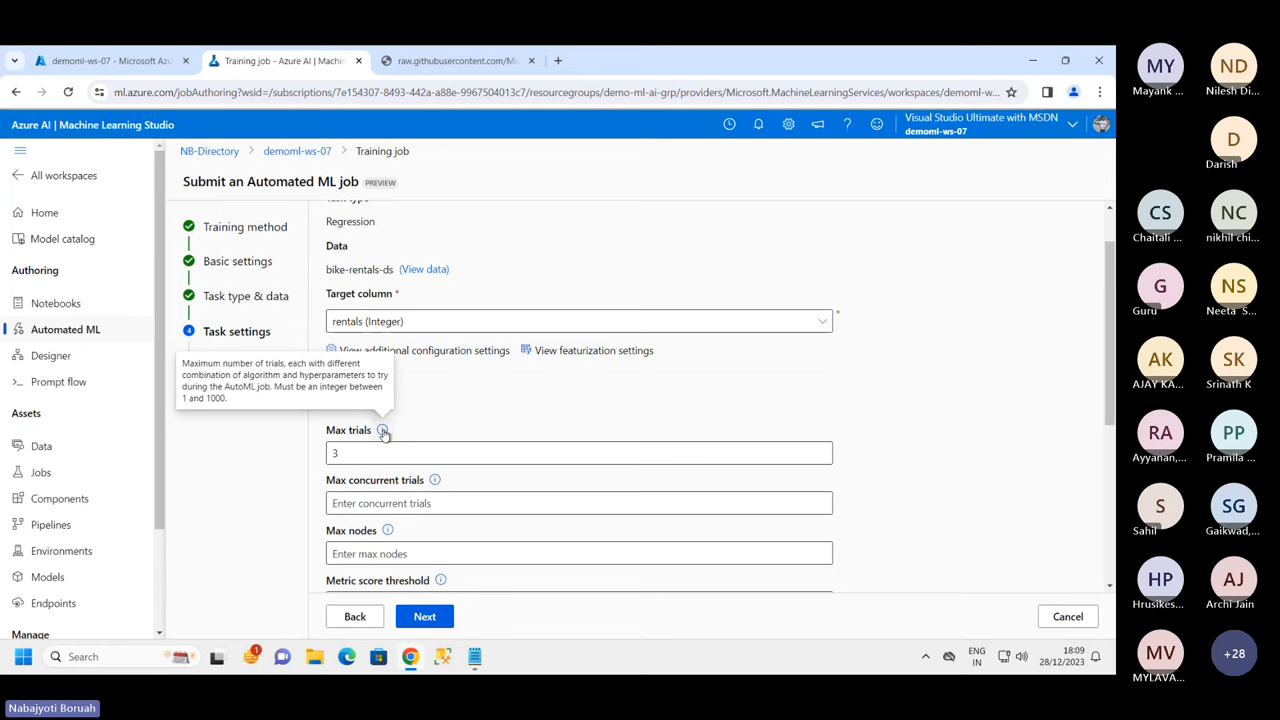 demoml-ws-07 - Microsoft Azure
Training job - Azure AI | Machin
raw.githubusercontent.com/Mi
ml.azure.com/jobAuthoring?wsid=/subscriptions/7e154307-8493-442a-a88e-9967504013c7/resourcegroups/demo-ml-ai-grp/providers/Microsoft.MachineLearningServices/workspaces/demoml-w...
Azure AI | Machine Learning Studio
Visual Studio Ultimate with MSDN
demoml-ws-07
All workspaces
Home
Model catalog
Authoring
Notebooks
Automated ML
Designer
Prompt flow
Assets
Data
Jobs
Components
Pipelines
Environments
Models
Endpoints
Manage
NB-Directory
demoml-ws-07
Training job
Submit an Automated ML job PREVIEW
Training method
Basic settings
Task type & data
4 Task settings
Maximum number of trials, each with different
combination of algorithm and hyperparameters to try
during the AutoML job. Must be an integer between
1 and 1000.
Task type
Regression
Data
bike-rentals-ds (View data)
Target column *
rentals (Integer)
*
View additional configuration settings
View featurization settings
Max trials
3
Max concurrent trials
Enter concurrent trials
Max nodes
Enter max nodes
Metric score threshold
Back
Next
Cancel
Search
1
ENG
IN
18:09
28/12/2023
Nabajyoti Boruah
MY
Mayank ...
ND
Nilesh Di...
D
Darish
CS
Chaitali ...
NC
nikhil chi...
G
Guru
NS
Neeta S...
AK
AJAY KA...
SK
Srinath K
RA
Ayyanan,...
PP
Pramila ...
S
Sahil
SG
Gaikwad,...
HP
Hrusikes...
AJ
Archi Jain
MV
MYLAVA...
+28